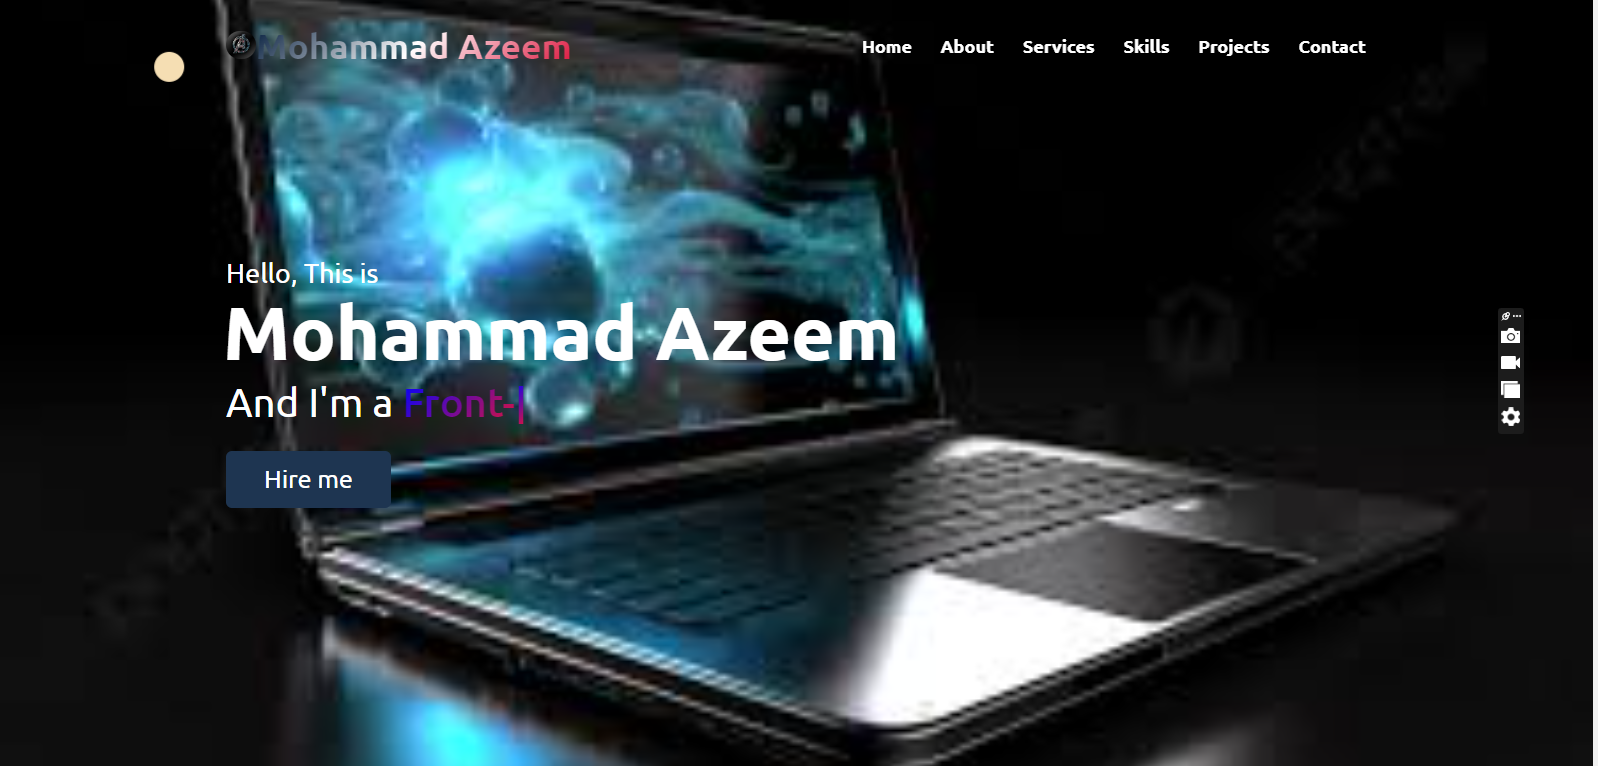 Mohammad Azeem
Home About Services Skills Projects Contact
Hello, This is
Mohammad Azeem
And I'm a Front-|
Hire me